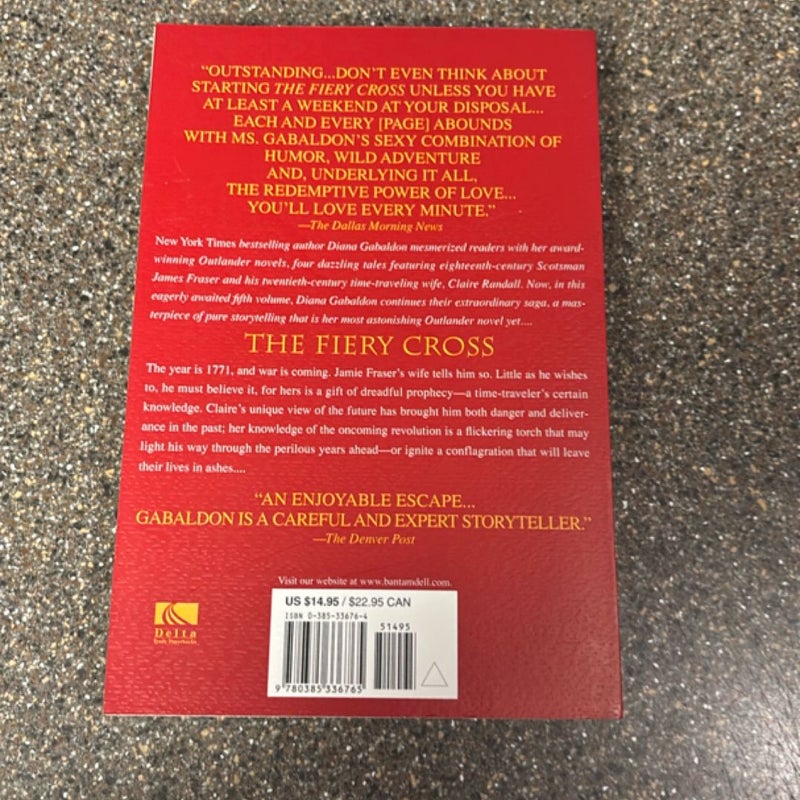 “OUTSTANDING...DON’T EVEN THINK ABOUT
STARTING THE FIERY CROSS UNLESS YOU HAVE
AT LEAST A WEEKEND AT YOUR DISPOSAL...
EACH AND EVERY [PAGE] ABOUNDS
WITH MS. GABALDON’S SEXY COMBINATION OF
HUMOR, WILD ADVENTURE
AND, UNDERLYING IT ALL,
THE REDEMPTIVE POWER OF LOVE...
YOU’LL LOVE EVERY MINUTE.”
—The Dallas Morning News
New York Times bestselling author Diana Gabaldon mesmerized readers with her award-
winning Outlander novels, four dazzling tales featuring eighteenth-century Scotsman
James Fraser and his twentieth-century time-traveling wife, Claire Randall. Now, in this
eagerly awaited fifth volume, Diana Gabaldon continues their extraordinary saga, a mas-
terpiece of pure storytelling that is her most astonishing Outlander novel yet....
THE FIERY CROSS
The year is 1771, and war is coming. Jamie Fraser’s wife tells him so. Little as he wishes
to, he must believe it, for hers is a gift of dreadful prophecy—a time-traveler’s certain
knowledge. Claire’s unique view of the future has brought him both danger and deliver-
ance in the past; her knowledge of the oncoming revolution is a flickering torch that may
light his way through the perilous years ahead—or ignite a conflagration that will leave
their lives in ashes....
“AN ENJOYABLE ESCAPE...
GABALDON IS A CAREFUL AND EXPERT STORYTELLER.”
—The Denver Post
Visit our website at www.bantamdell.com.
US $14.95 / $22.95 CAN
ISBN 0-385-33676-4
51495
9 780385 336765
Delta
Trade Paperbacks